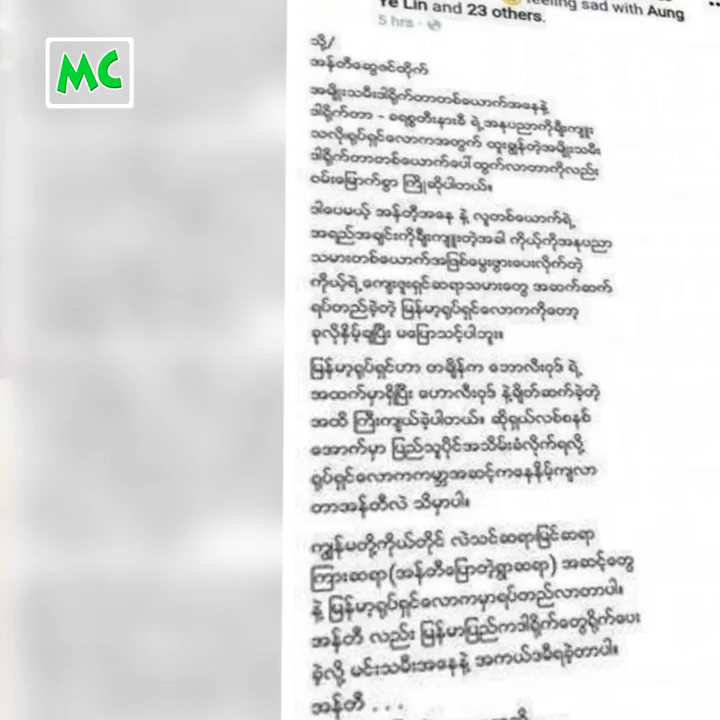 MC
feeling sad with Aung
Ye Lin and 23 others.
5 hrs
သို့/
အန်တီဆွေဇင်ထိုက်
အမျိုးသမီးဒါရိုက်တာတစ်ယောက်အနေနဲ့
ဒါရိုက်တာ - ခရစ္စတီးနားခီ ရဲ့အနုပညာကိုချီးကျူး
သလိုရုပ်ရှင်လောကအတွက် ထူးချွန်တဲ့အမျိုးသမီး
ဒါရိုက်တာတစ်ယောက်ပေါ်ထွက်လာတာကိုလည်း
ဝမ်းမြောက်စွာ ကြိုဆိုပါတယ်။
ဒါပေမယ့် အန်တီ့အနေ နဲ့ လူတစ်ယောက်ရဲ့
အရည်အချင်းကိုချီးကျူးတဲ့အခါ ကိုယ့်ကိုအနုပညာ
သမားတစ်ယောက်အဖြစ်မွေးဖွားပေးလိုက်တဲ့
ကိုယ့်ရဲ့ကျေးဇူးရှင်ဆရာသမားတွေ အဆက်ဆက်
ရပ်တည်ခဲ့တဲ့ မြန်မာ့ရုပ်ရှင်လောကကိုတော့
ခုလိုနှိမ့်ချပြီး မပြောသင့်ပါဘူး။
မြန်မာ့ရုပ်ရှင်ဟာ တချိန်က ဘောလီးဝုဒ် ရဲ့
အထက်မှာရှိပြီး ဟောလီးဝုဒ် နဲ့ချိတ်ဆက်ခဲ့တဲ့
အထိ ကြီးကျယ်ခဲ့ပါတယ်။ ဆိုရှယ်လစ်စနစ်
အောက်မှာ ပြည်သူပိုင်အသိမ်းခံလိုက်ရလို့
ရုပ်ရှင်လောကကမ္ဘာ့အဆင့်ကနေနိမ့်ကျလာ
တာအန်တီလဲ သိမှာပါ။
ကျွန်မတို့ကိုယ်တိုင် လဲသင်ဆရာမြင်ဆရာ
ကြားဆရာ(အန်တီပြောတဲ့ရွာဆရာ) အဆင့်တွေ
နဲ့ မြန်မာ့ရုပ်ရှင်လောကမှာရပ်တည်လာတာပါ။
အန်တီ လည်း မြန်မာပြည်ကဒါရိုက်တွေရိုက်ပေး
ခဲ့လို့ မင်းသမီးအနေနဲ့ အကယ်ဒမီရခဲ့တာပါ။
အန်တီ . . .